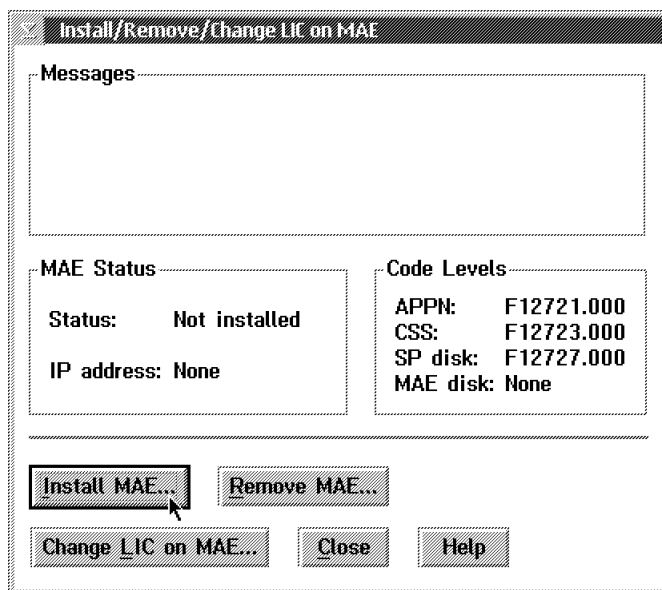 Install/Remove/Change LIC on MAE
Messages
MAE Status
Status: Not installed
IP address: None
Code Levels
APPN: F12721.000
CSS: F12723.000
SP disk: F12727.000
MAE disk: None
Install MAE... Remove MAE...
Change LIC on MAE... Close Help